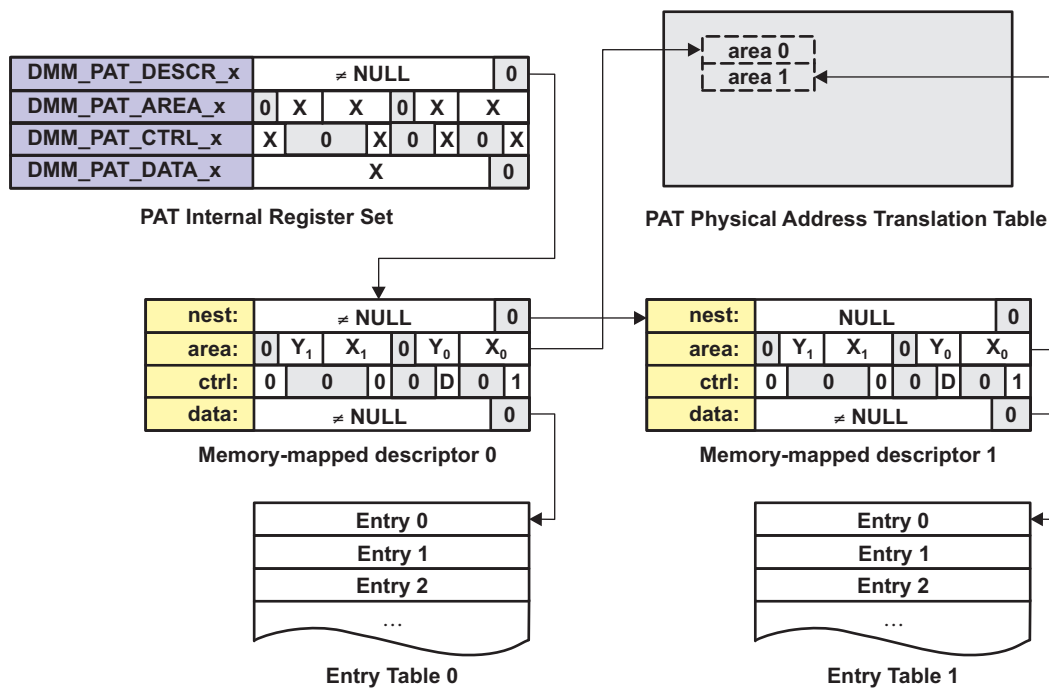 DMM_PAT_DESCR_x ≠ NULL 0
DMM_PAT_AREA_x 0 X X 0 X X
DMM_PAT_CTRL_x X 0 X 0 X 0 X
DMM_PAT_DATA_x X 0
PAT Internal Register Set
area 0
area 1
PAT Physical Address Translation Table
nest: ≠ NULL 0
area: 0 Y₁ X₁ 0 Y₀ X₀
ctrl: 0 0 0 0 D 0 1
data: ≠ NULL 0
Memory-mapped descriptor 0
nest: NULL 0
area: 0 Y₁ X₁ 0 Y₀ X₀
ctrl: 0 0 0 0 D 0 1
data: ≠ NULL 0
Memory-mapped descriptor 1
Entry 0
Entry 1
Entry 2
...
Entry Table 0
Entry 0
Entry 1
Entry 2
...
Entry Table 1